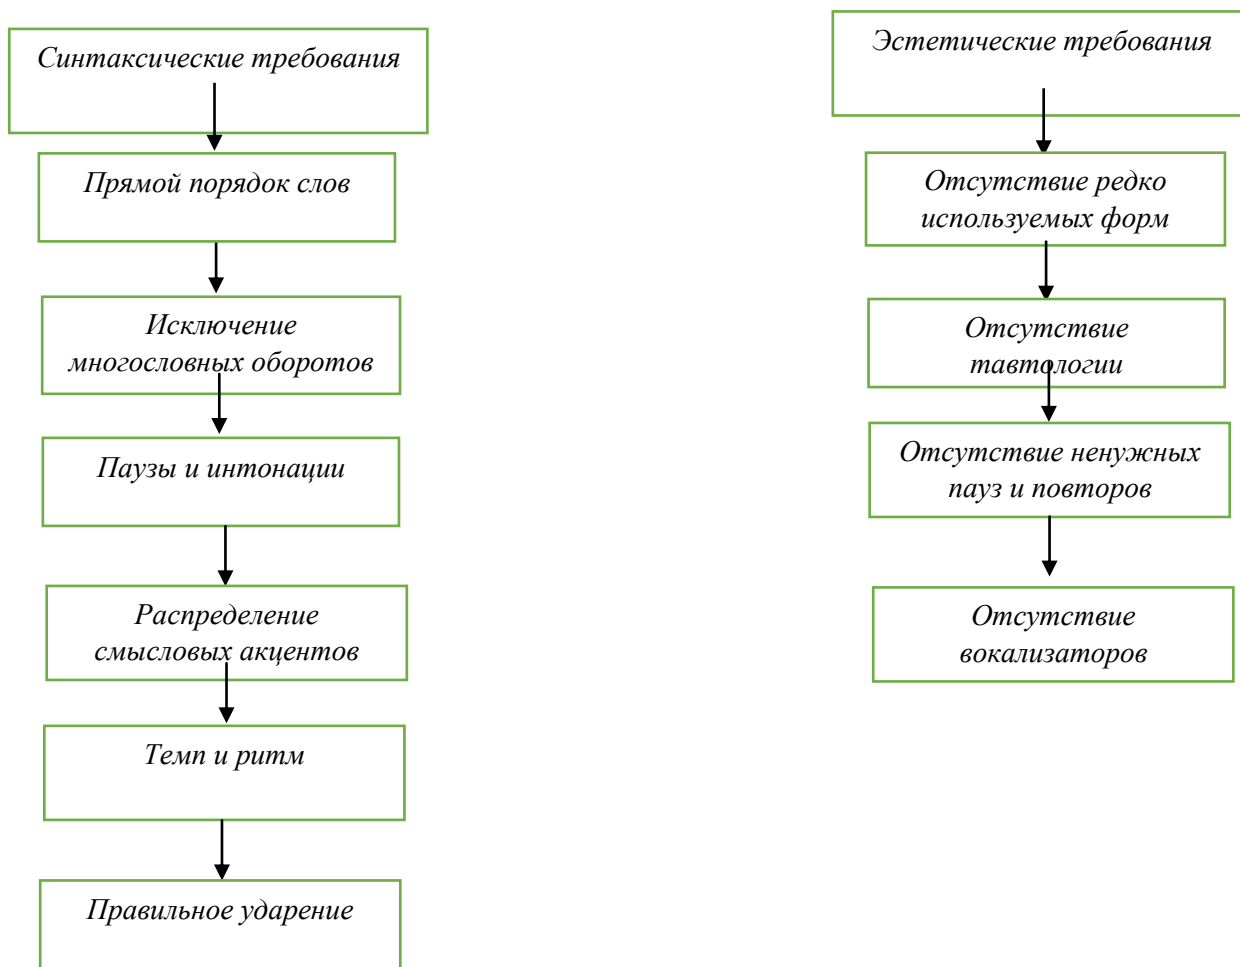 Синтаксические требования
Прямой порядок слов
Исключение
многословных оборотов
Паузы и интонации
Распределение
смысловых акцентов
Темп и ритм
Правильное ударение
Эстетические требования
Отсутствие редко
используемых форм
Отсутствие
тавтологии
Отсутствие ненужных
пауз и повторов
Отсутствие
вокализаторов